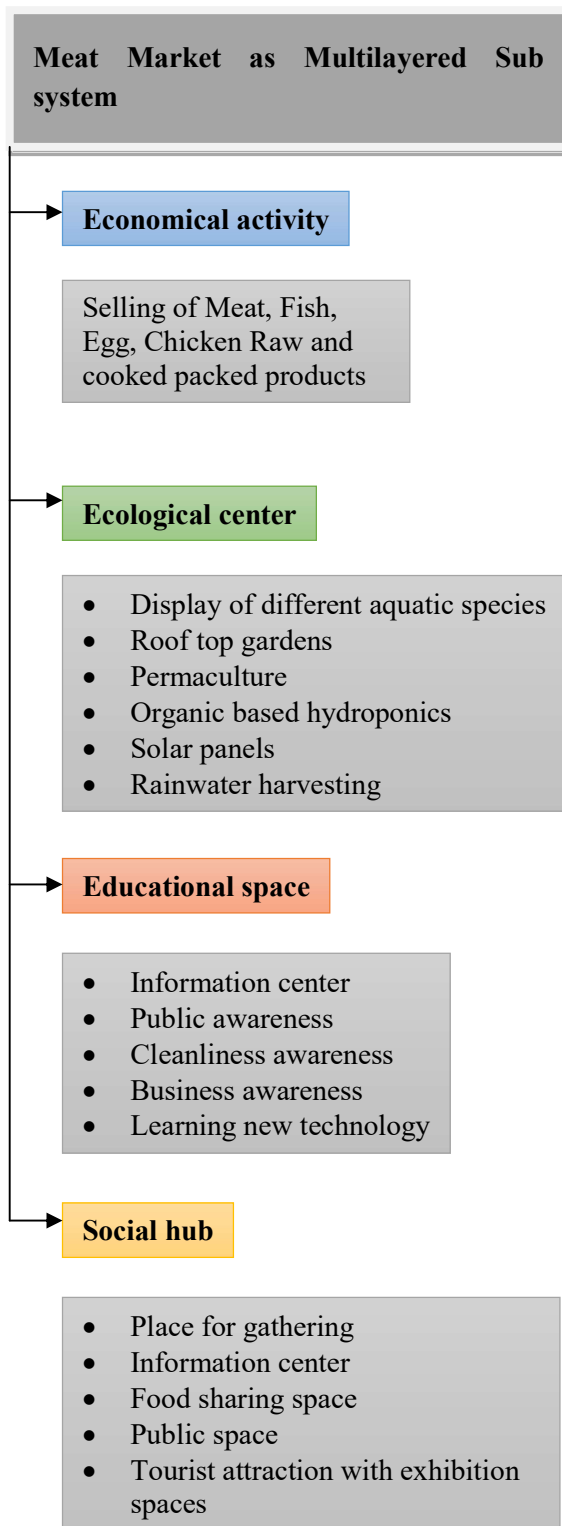 Meat Market as Multilayered Sub
system
Economical activity
Selling of Meat, Fish,
Egg, Chicken Raw and
cooked packed products
Ecological center
• Display of different aquatic species
• Roof top gardens
• Permaculture
• Organic based hydroponics
• Solar panels
• Rainwater harvesting
Educational space
• Information center
• Public awareness
• Cleanliness awareness
• Business awareness
• Learning new technology
Social hub
• Place for gathering
• Information center
• Food sharing space
• Public space
• Tourist attraction with exhibition
spaces